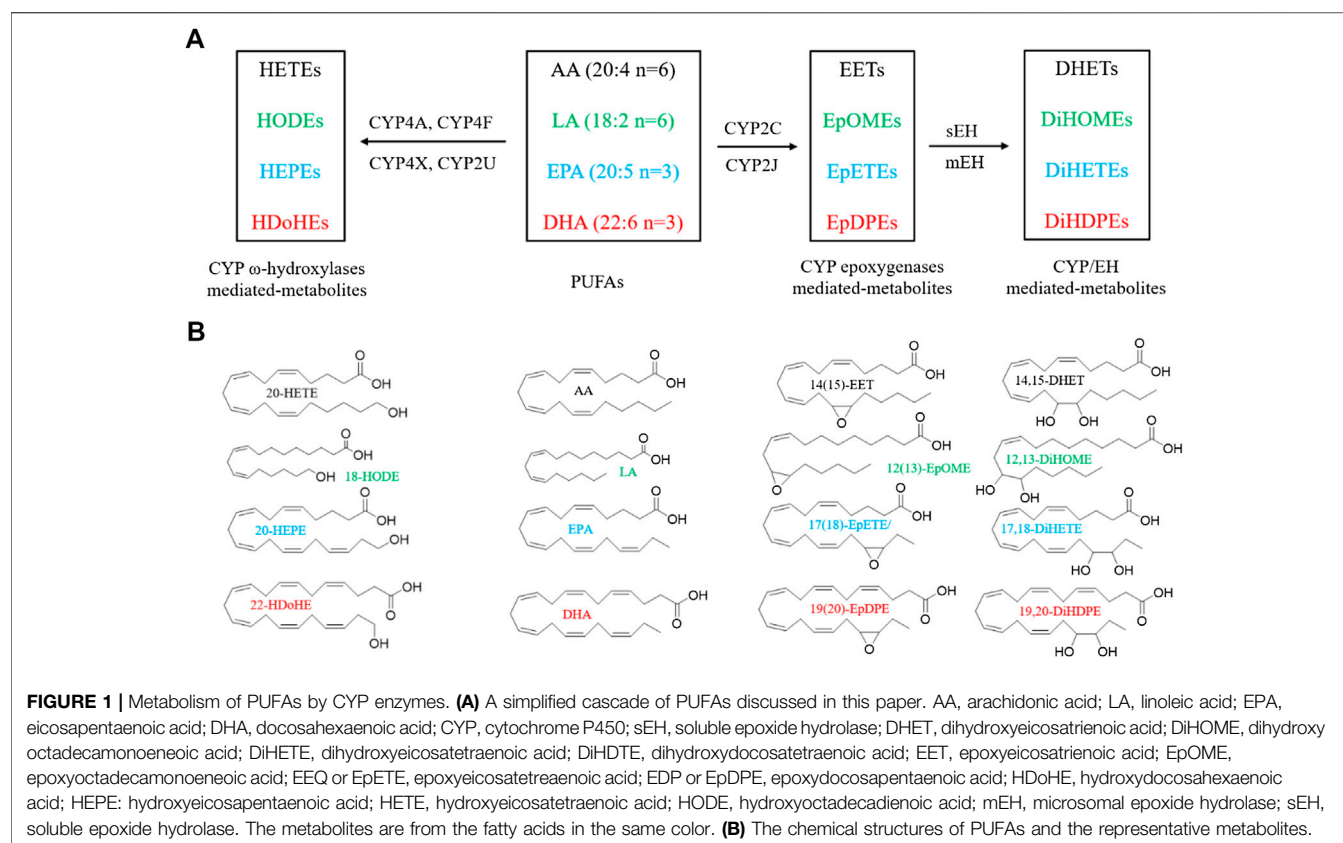 A
HETEs
HODEs
HEPEs
HDoHEs
CYP ω-hydroxylases
mediated-metabolites
CYP4A, CYP4F
CYP4X, CYP2U
AA (20:4 n=6)
LA (18:2 n=6)
EPA (20:5 n=3)
DHA (22:6 n=3)
PUFAs
CYP2C
CYP2J
EETs
EpOMEs
EpETEs
EpDPEs
CYP epoxygenases
mediated-metabolites
sEH
mEH
DHETs
DiHOMEs
DiHETEs
DiHDPEs
CYP/EH
mediated-metabolites
B
O
OH
20-HETE
OH
O
OH
AA
O
OH
14(15)-EET
O
O
OH
14,15-DHET
OH OH
O
OH
OH
18-HODE
O
OH
LA
O
OH
12(13)-EpOME
O
O
OH
12,13-DiHOME
HO
OH
O
OH
20-HEPE
OH
O
OH
EPA
O
OH
17(18)-EpETE/
O
O
OH
17,18-DiHETE
HO OH
OH
22-HDoHE
O
OH
OH
DHA
O
OH
19(20)-EpDPE
O
O
OH
19,20-DiHDPE
O
HO OH
FIGURE 1 | Metabolism of PUFAs by CYP enzymes. (A) A simplified cascade of PUFAs discussed in this paper. AA, arachidonic acid; LA, linoleic acid; EPA,
eicosapentaenoic acid; DHA, docosahexaenoic acid; CYP, cytochrome P450; sEH, soluble epoxide hydrolase; DHET, dihydroxyeicosatrienoic acid; DiHOME, dihydroxy
octadecamonoeneoic acid; DiHETE, dihydroxyeicosatetraenoic acid; DiHDTE, dihydroxydocosatetraenoic acid; EET, epoxyeicosatrienoic acid; EpOME,
epoxyoctadecamonoeneoic acid; EEQ or EpETE, epoxyeicosatetreaenoic acid; EDP or EpDPE, epoxydocosapentaenoic acid; HDoHE, hydroxydocosahexaenoic
acid; HEPE: hydroxyeicosapentaenoic acid; HETE, hydroxyeicosatetraenoic acid; HODE, hydroxyoctadecadienoic acid; mEH, microsomal epoxide hydrolase; sEH,
soluble epoxide hydrolase. The metabolites are from the fatty acids in the same color. (B) The chemical structures of PUFAs and the representative metabolites.